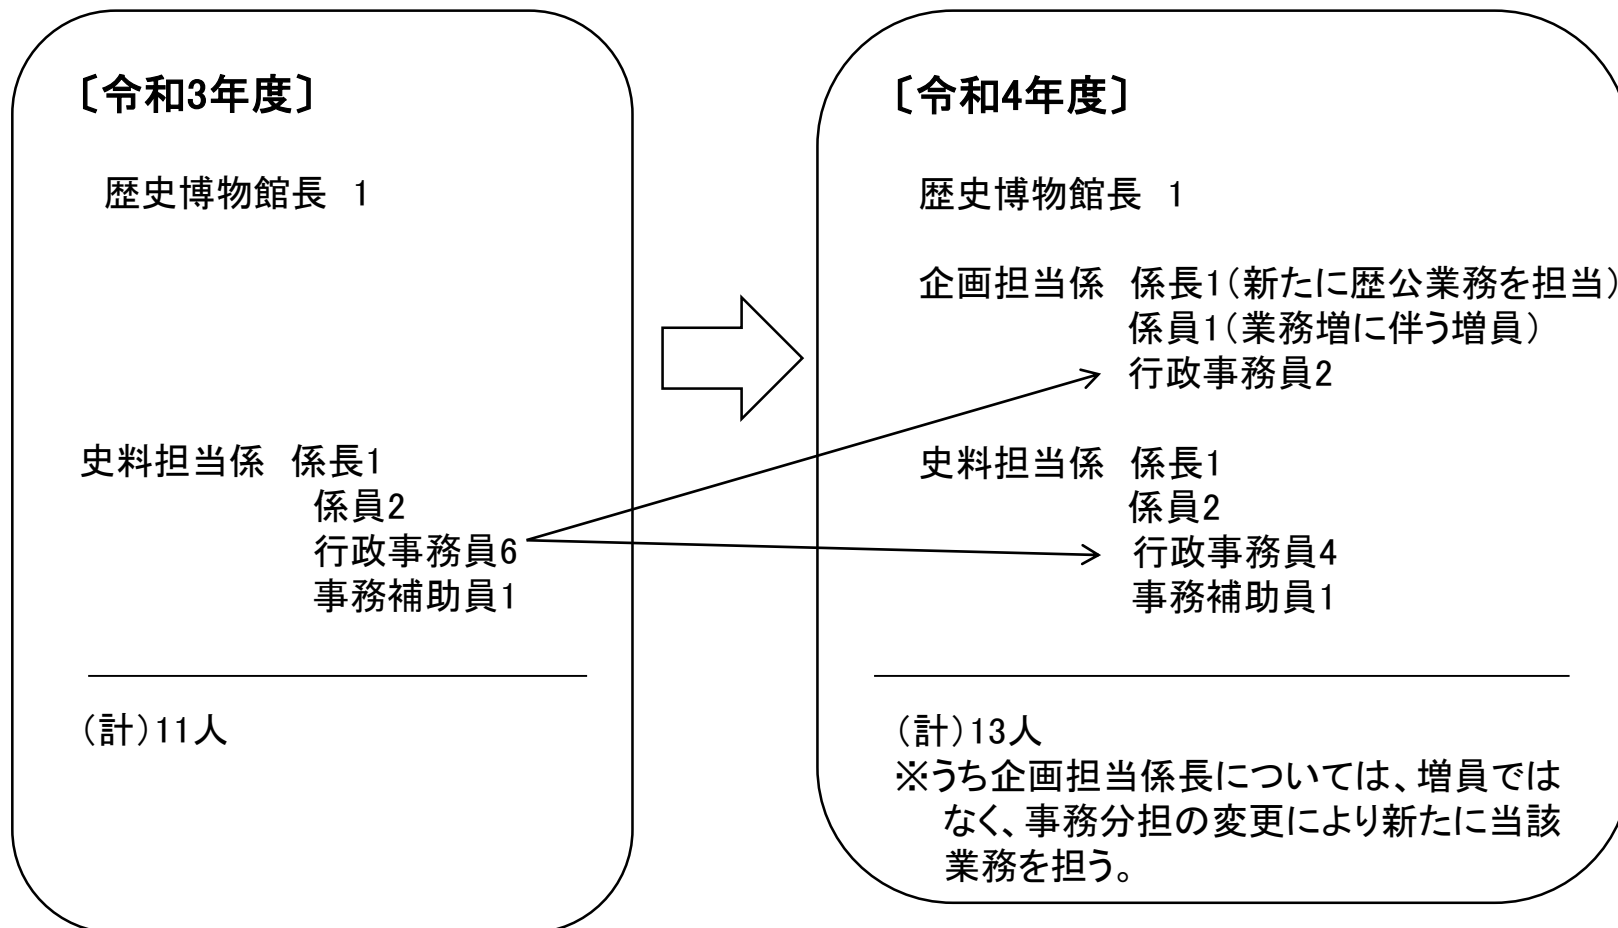 〔令和3年度〕
歴史博物館長 1
史料担当係 係長1
係員2
行政事務員6
事務補助員1
(計)11人
〔令和4年度〕
歴史博物館長 1
企画担当係 係長1(新たに歴公業務を担当)
係員1(業務増に伴う増員)
行政事務員2
史料担当係 係長1
係員2
行政事務員4
事務補助員1
(計)13人
※うち企画担当係長については、増員では
なく、事務分担の変更により新たに当該
業務を担う。